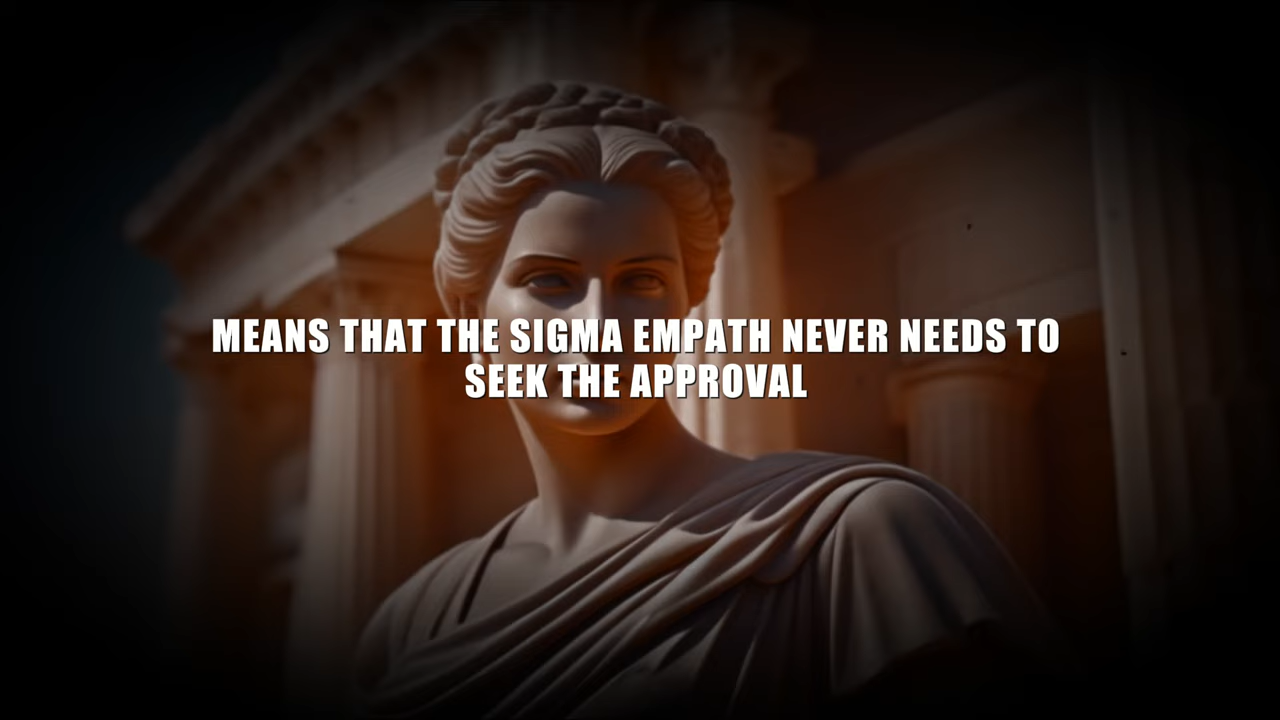 MEANS THAT THE SIGMA EMPATH NEVER NEEDS TO
SEEK THE APPROVAL